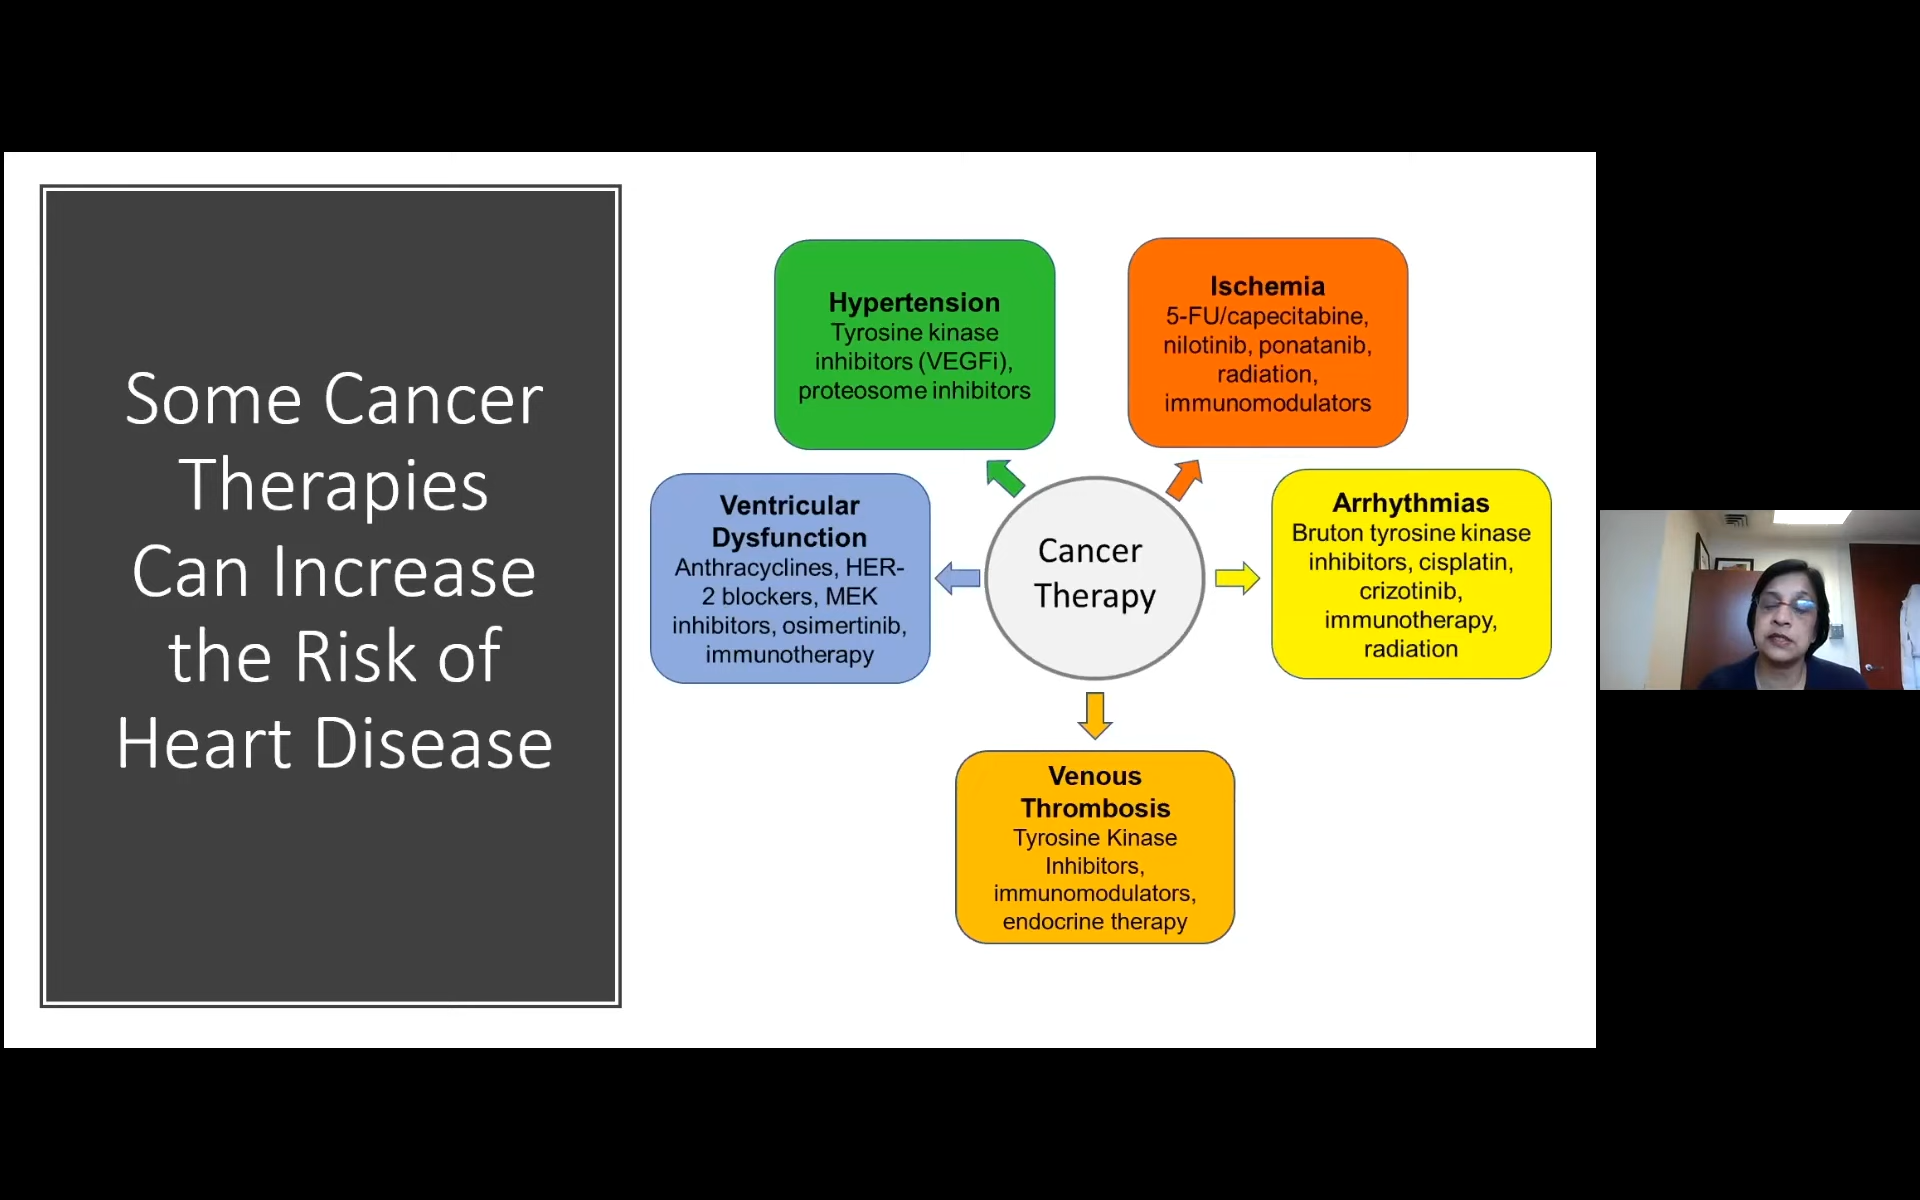 Some Cancer
Therapies
Can Increase
the Risk of
Heart Disease
Hypertension
Tyrosine kinase
inhibitors (VEGFi),
proteosome inhibitors
Ischemia
5-FU/capecitabine,
nilotinib, ponatanib,
radiation,
immunomodulators
Ventricular
Dysfunction
Anthracyclines, HER-
2 blockers, MEK
inhibitors, osimertinib,
immunotherapy
Cancer
Therapy
Arrhythmias
Bruton tyrosine kinase
inhibitors, cisplatin,
crizotinib,
immunotherapy,
radiation
Venous
Thrombosis
Tyrosine Kinase
Inhibitors,
immunomodulators,
endocrine therapy